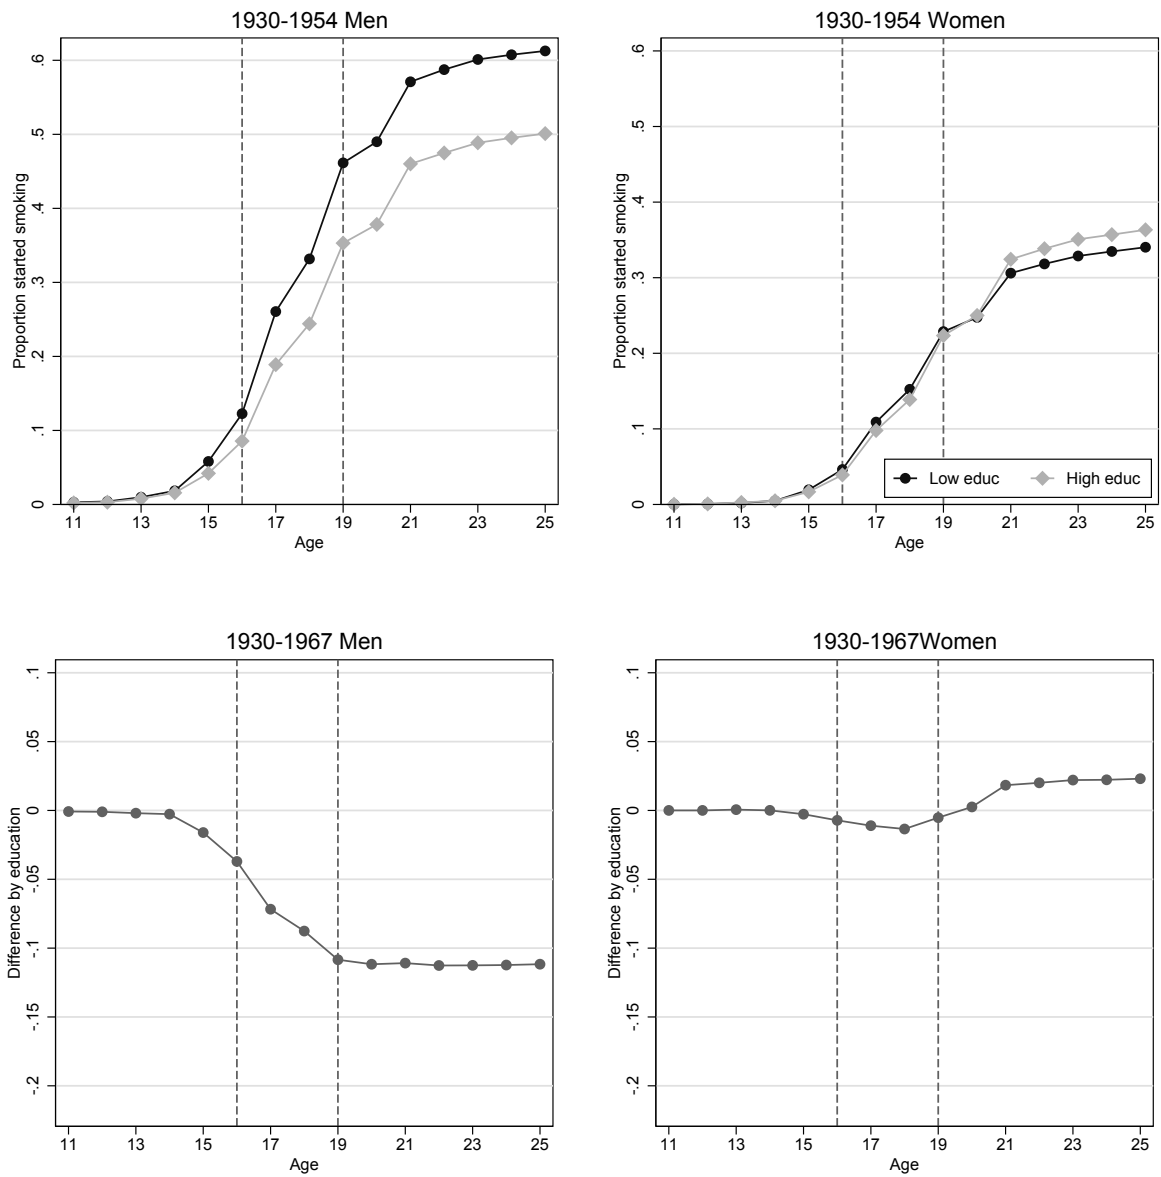 1930-1954 Men
Proportion started smoking
.6
.5
.4
.3
.2
.1
0
11 13 15 17 19 21 23 25
Age
1930-1954 Women
Proportion started smoking
.6
.5
.4
.3
.2
.1
0
Low educ High educ
11 13 15 17 19 21 23 25
Age
1930-1967 Men
Difference by education
.1
.05
0
-.05
-.1
-.15
-.2
11 13 15 17 19 21 23 25
Age
1930-1967Women
Difference by education
.1
.05
0
-.05
-.1
-.15
-.2
11 13 15 17 19 21 23 25
Age